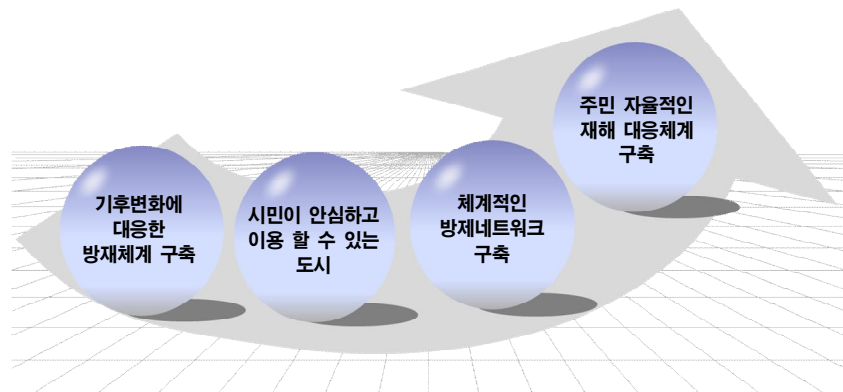 기후변화에
대응한
방재체계 구축
시민이 안심하고
이용 할 수 있는
도시
체계적인
방제네트워크
구축
주민 자율적인
재해 대응체계
구축